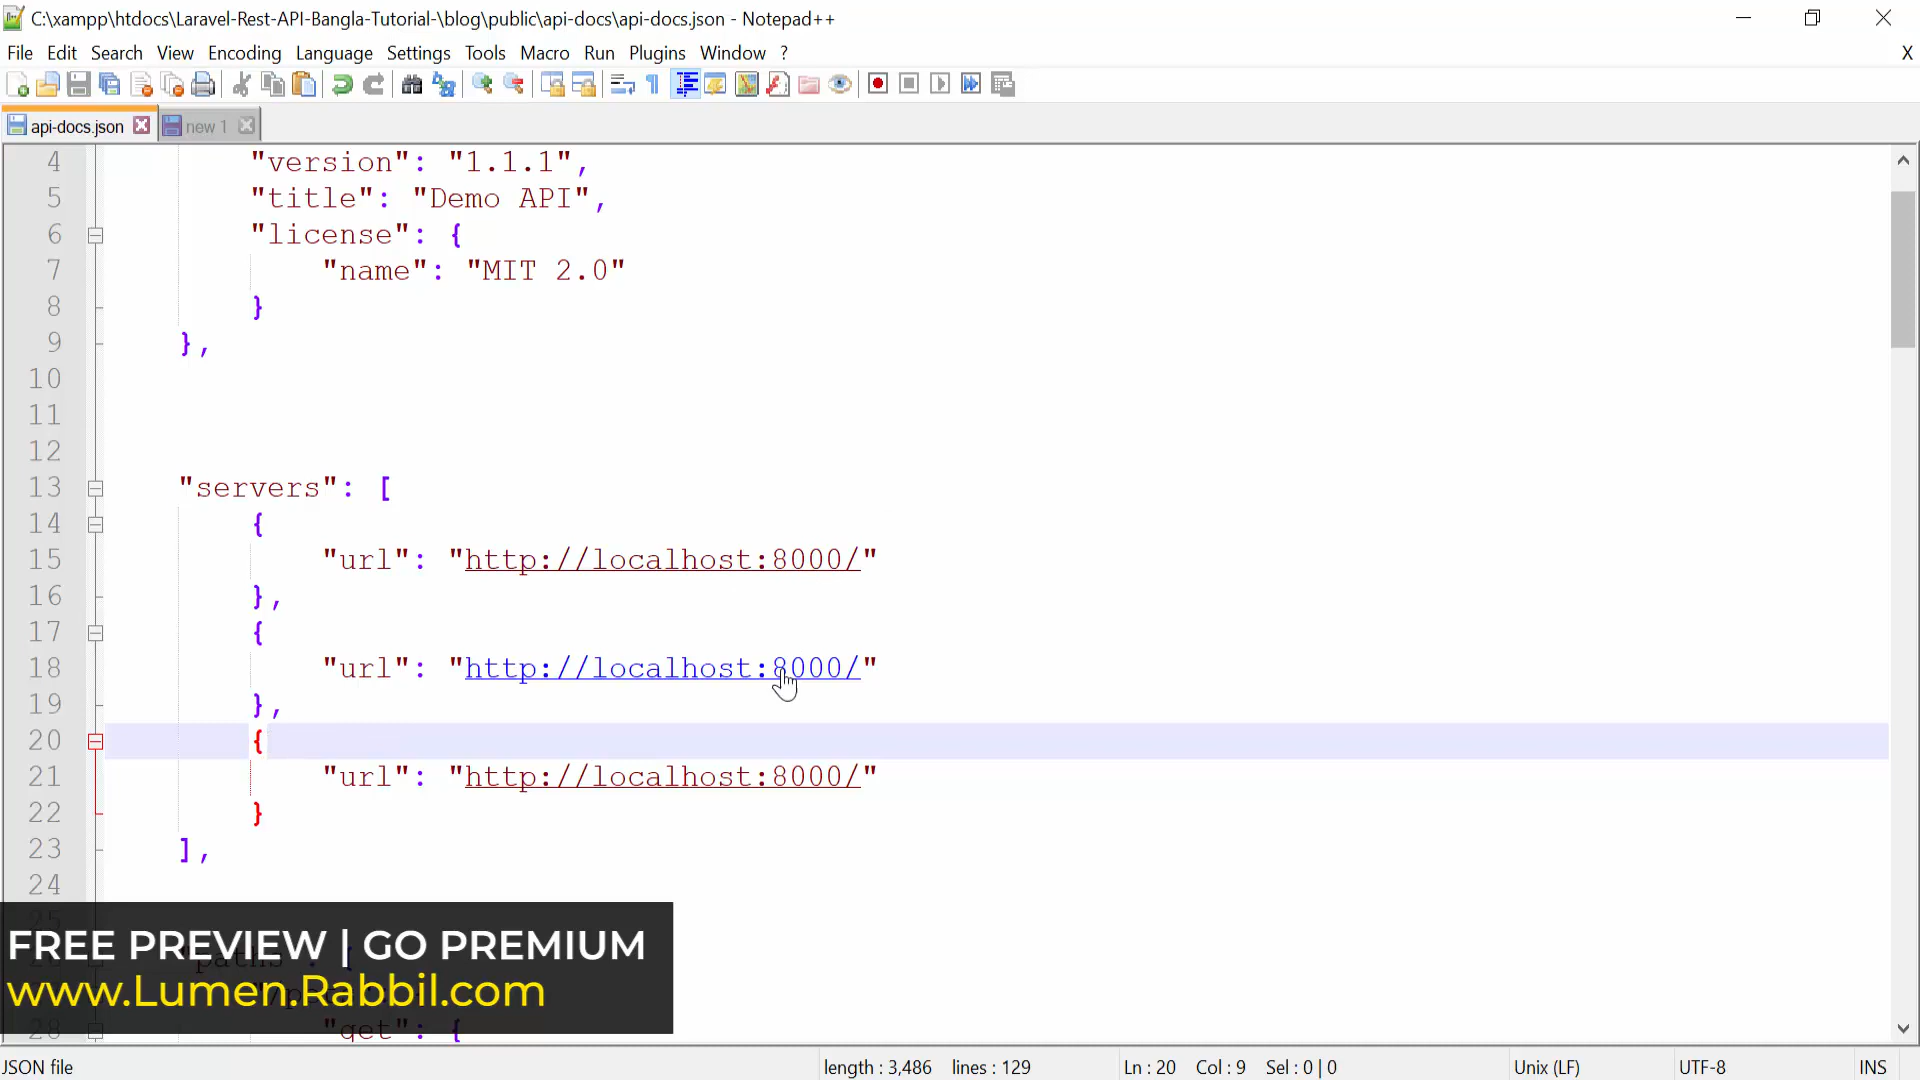 C:\xampp\htdocs\Laravel-Rest-API-Bangla-Tutorial-\blog\public\api-docs\api-docs.json - Notepad++
File Edit Search View Encoding Language Settings Tools Macro Run Plugins Window ? X
api-docs.json new 1
4 "version": "1.1.1",
5 "title": "Demo API",
6 "license": {
7 "name": "MIT 2.0"
8 }
9 },
10
11
12
13 "servers": [
14 {
15 "url": "http://localhost:8000/"
16 },
17 {
18 "url": "http://localhost:8000/"
19 },
20 {
21 "url": "http://localhost:8000/"
22 }
23 ],
24
25
FREE PREVIEW | GO PREMIUM
26 "paths": {
www.Lumen.Rabbil.com
28 "get": {
JSON file length : 3,486 lines : 129 Ln : 20 Col : 9 Sel : 0 | 0 Unix (LF) UTF-8 INS